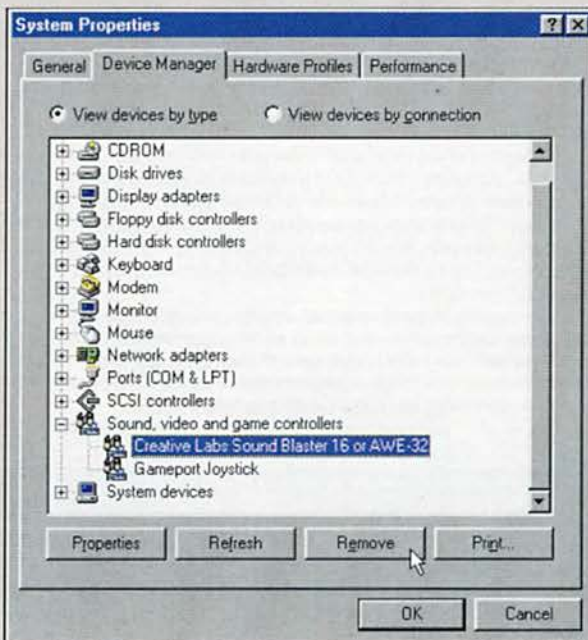 System Properties
General Device Manager Hardware Profiles Performance
View devices by type View devices by connection
CDROM
Disk drives
Display adapters
Floppy disk controllers
Hard disk controllers
Keyboard
Modem
Monitor
Mouse
Network adapters
Ports (COM & LPT)
SCSI controllers
Sound, video and game controllers
Creative Labs Sound Blaster 16 or AWE-32
Gameport Joystick
System devices
Properties Refresh Remove Print...
OK Cancel